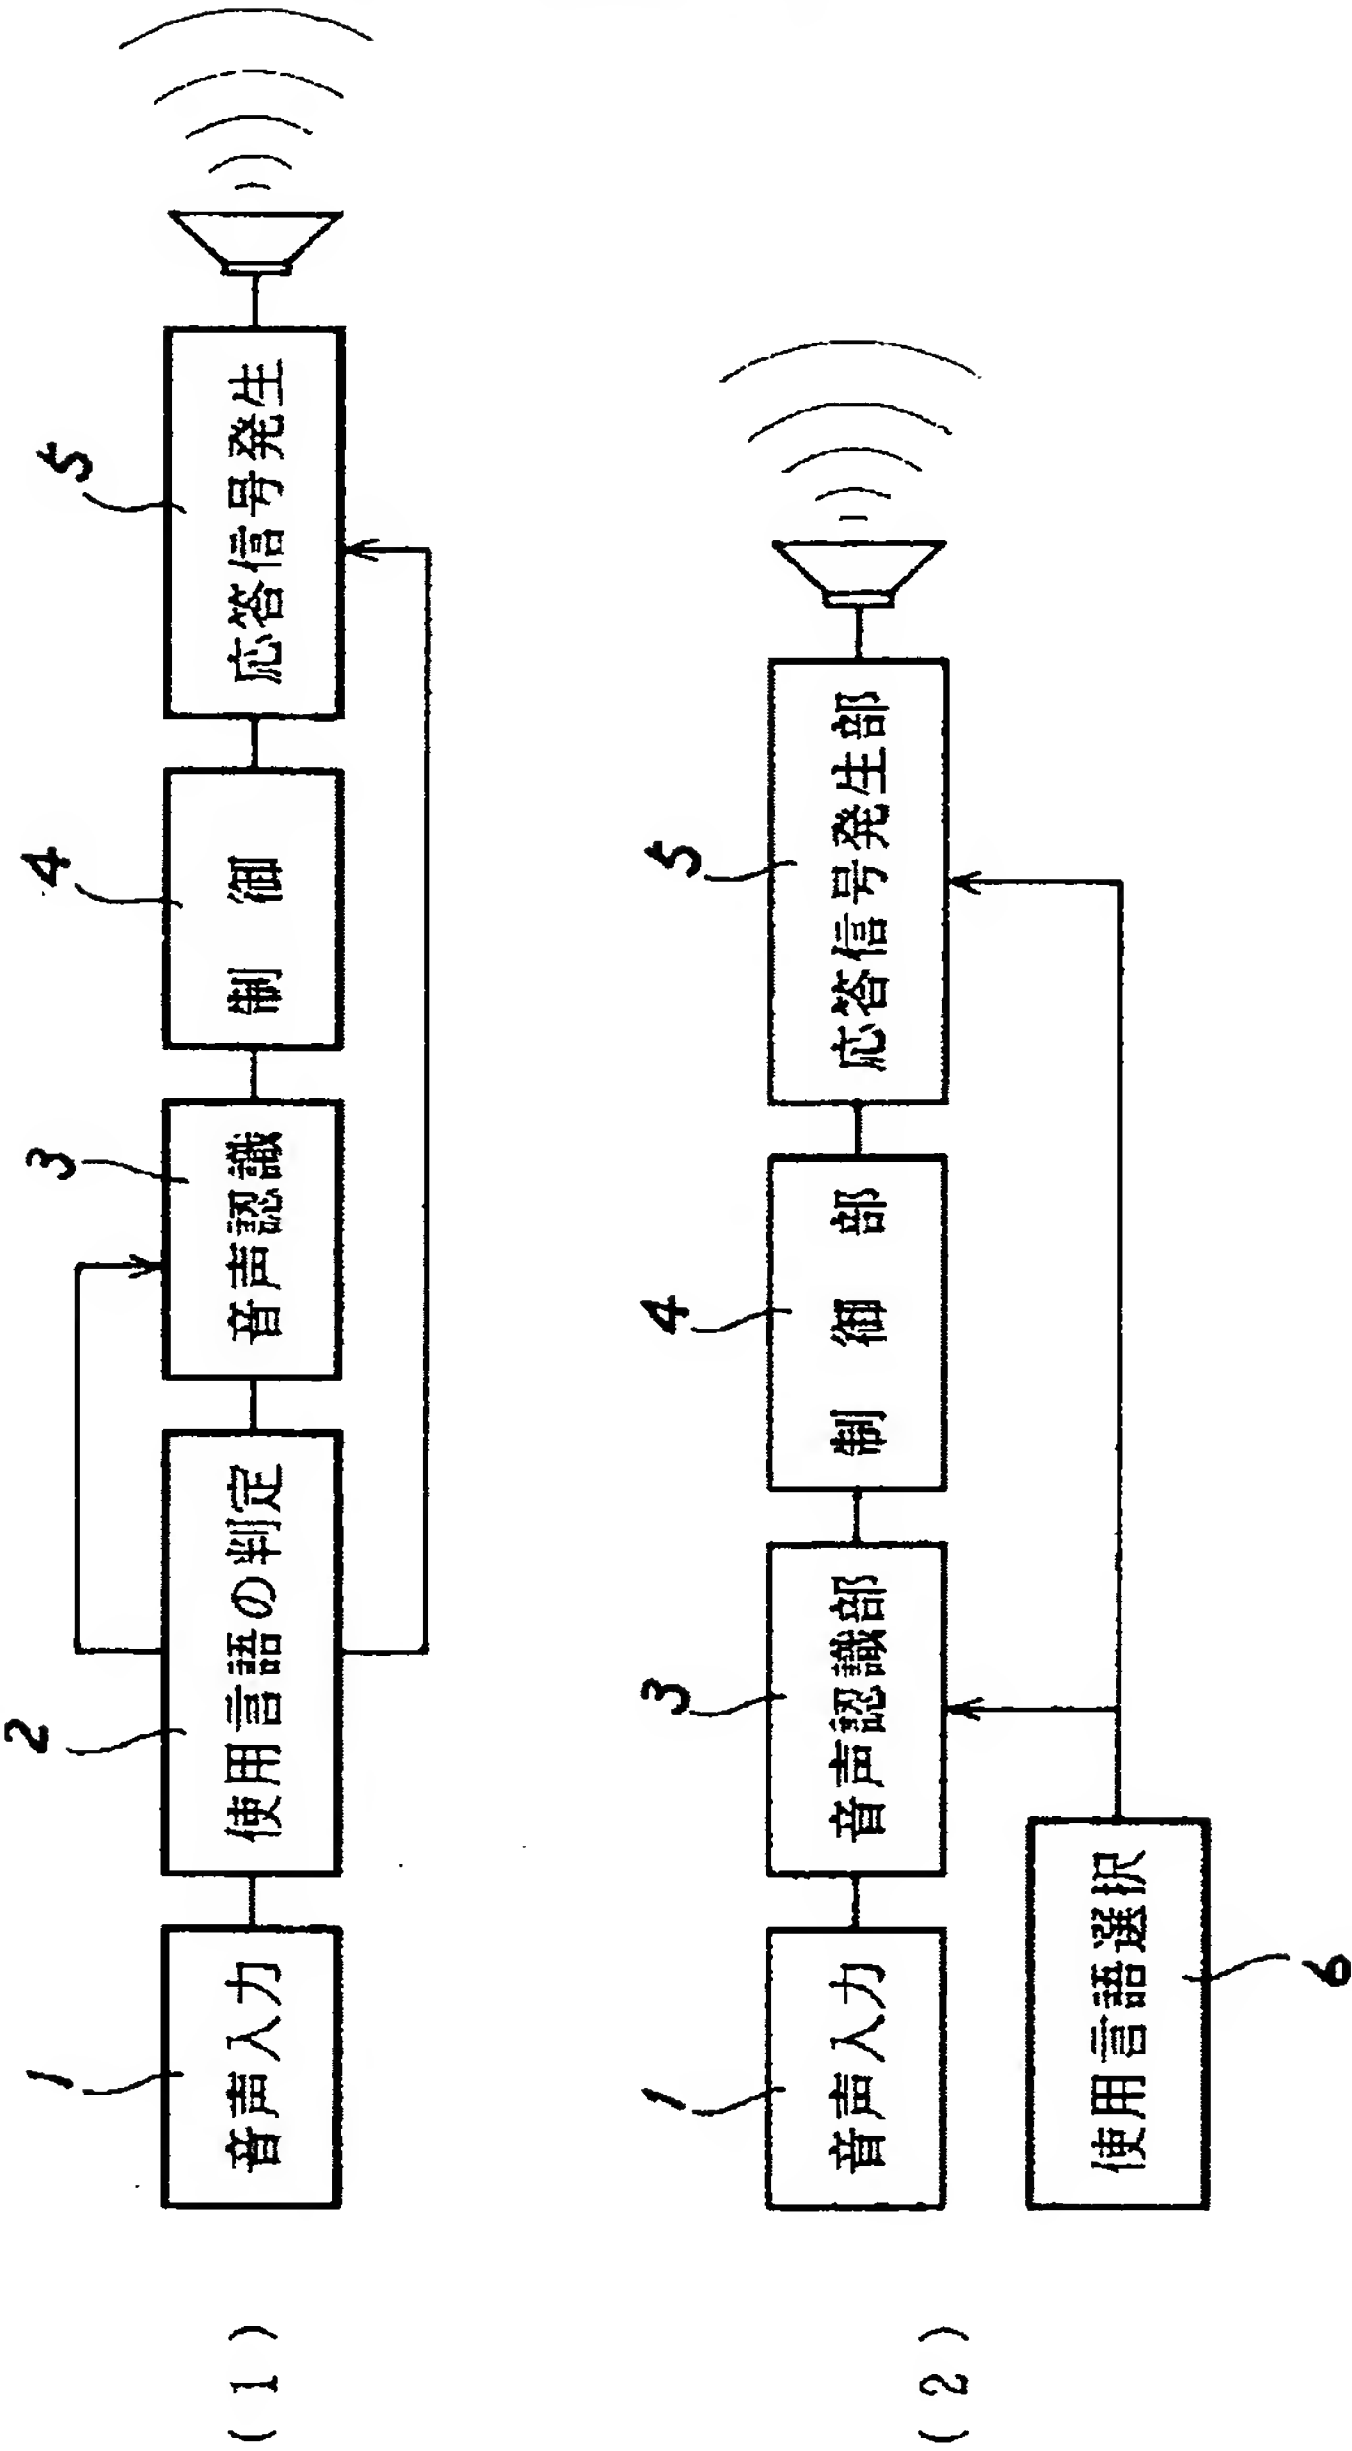 (1)
1
音声入力
2
使用言語の判定
3
音声認識
4
制御
5
応答信号発生
(2)
1
音声入力
3
音声認識部
4
制御部
5
応答信号発生部
6
使用言語選択